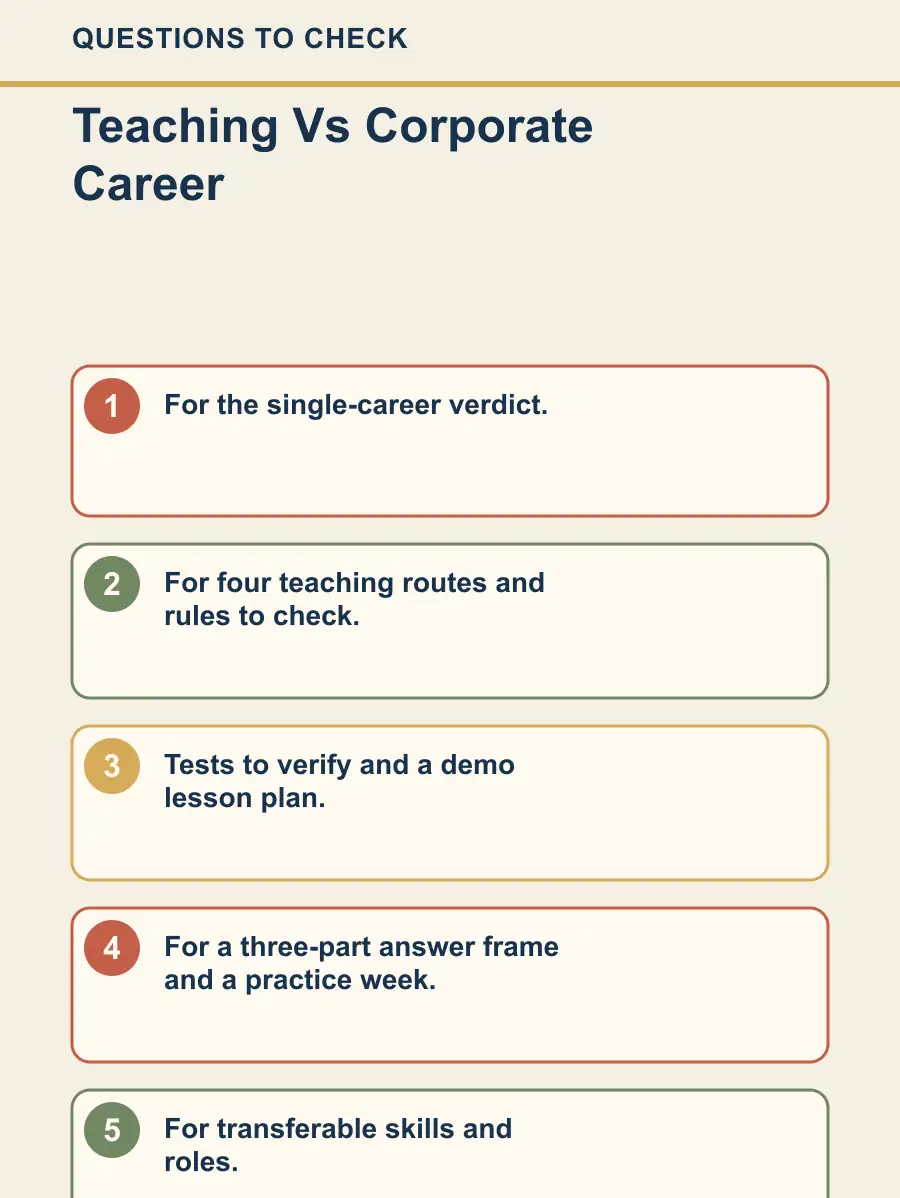 QUESTIONS TO CHECK
Teaching Vs Corporate
Career
1
For the single-career verdict.
2
For four teaching routes and
rules to check.
3
Tests to verify and a demo
lesson plan.
4
For a three-part answer frame
and a practice week.
5
For transferable skills and
roles.